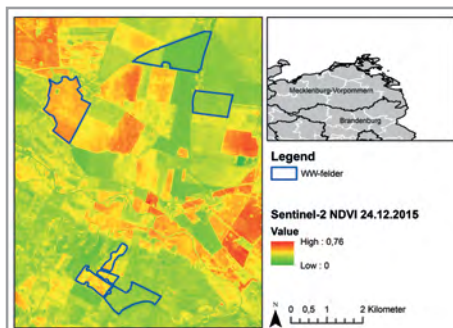 Mecklenburg-Vorpommern
Brandenburg
Legend
WW-felder
Sentinel-2 NDVI 24.12.2015
Value
High : 0,76
Low : 0
N
0 0,5 1 2 Kilometer